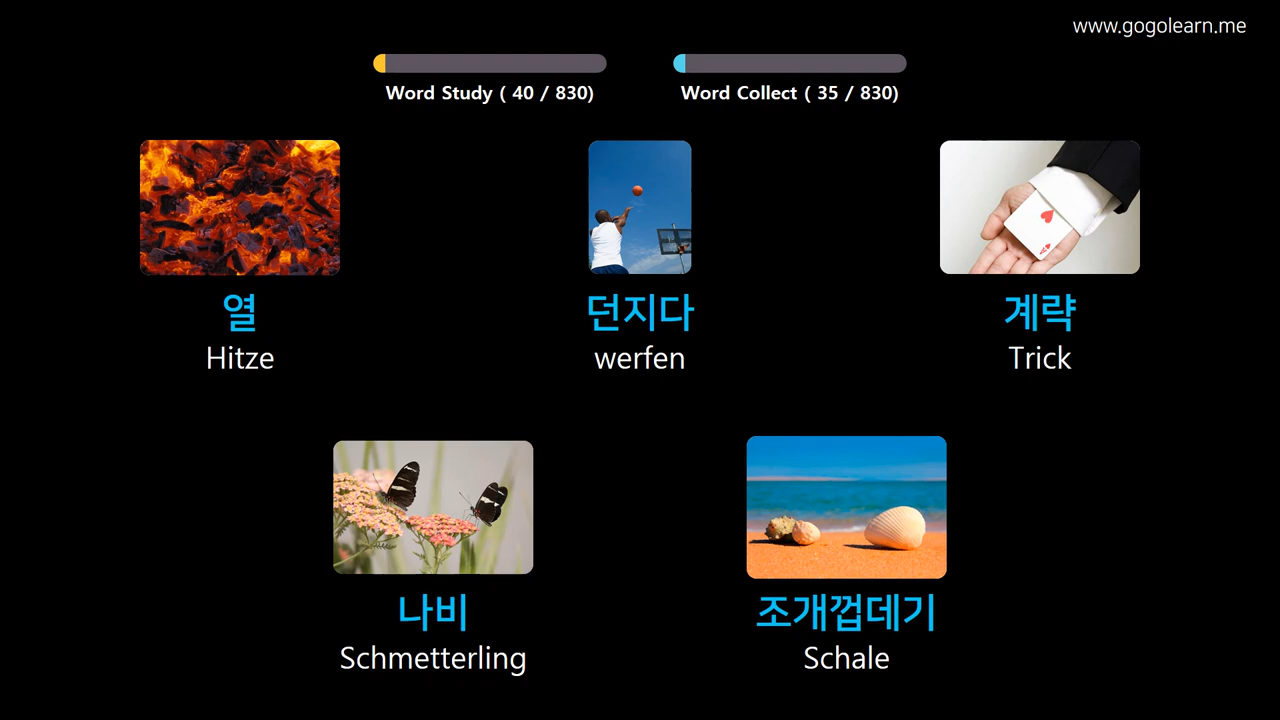 www.gogolearn.me
Word Study ( 40 / 830)
Word Collect ( 35 / 830)
열
Hitze
던지다
werfen
계략
Trick
나비
Schmetterling
조개껍데기
Schale